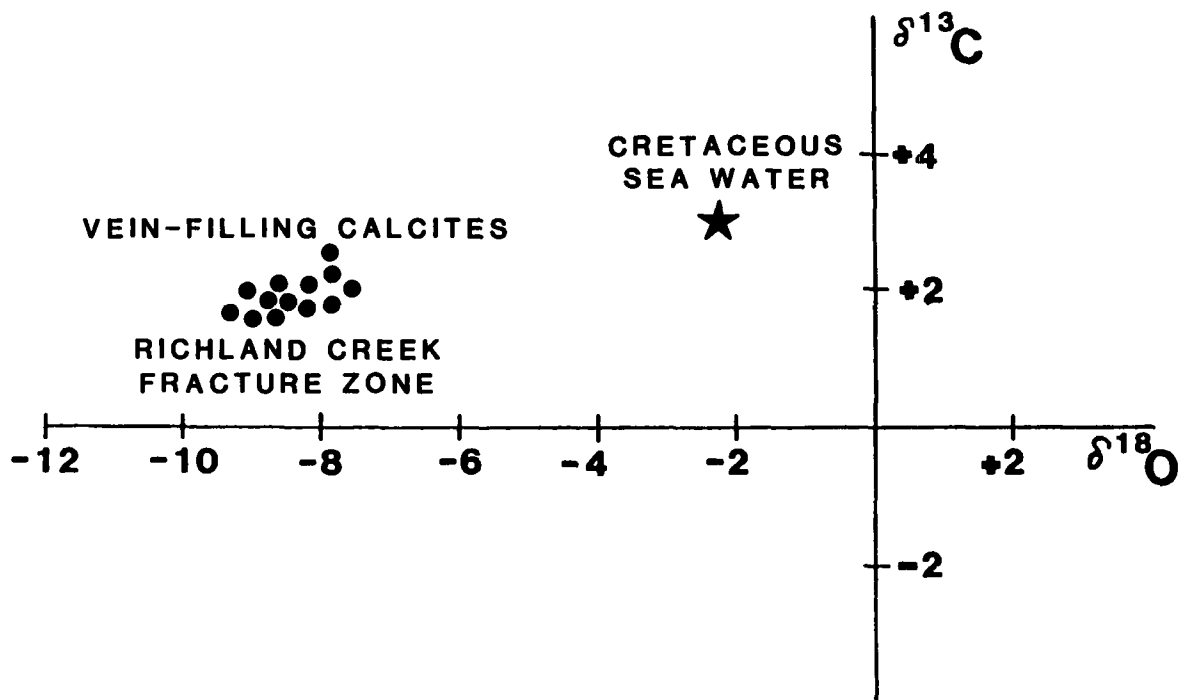 δ¹³C
CRETACEOUS
SEA WATER
+4
VEIN-FILLING CALCITES
+2
RICHLAND CREEK
FRACTURE ZONE
-12 -10 -8 -6 -4 -2 +2 δ¹⁸O
-2